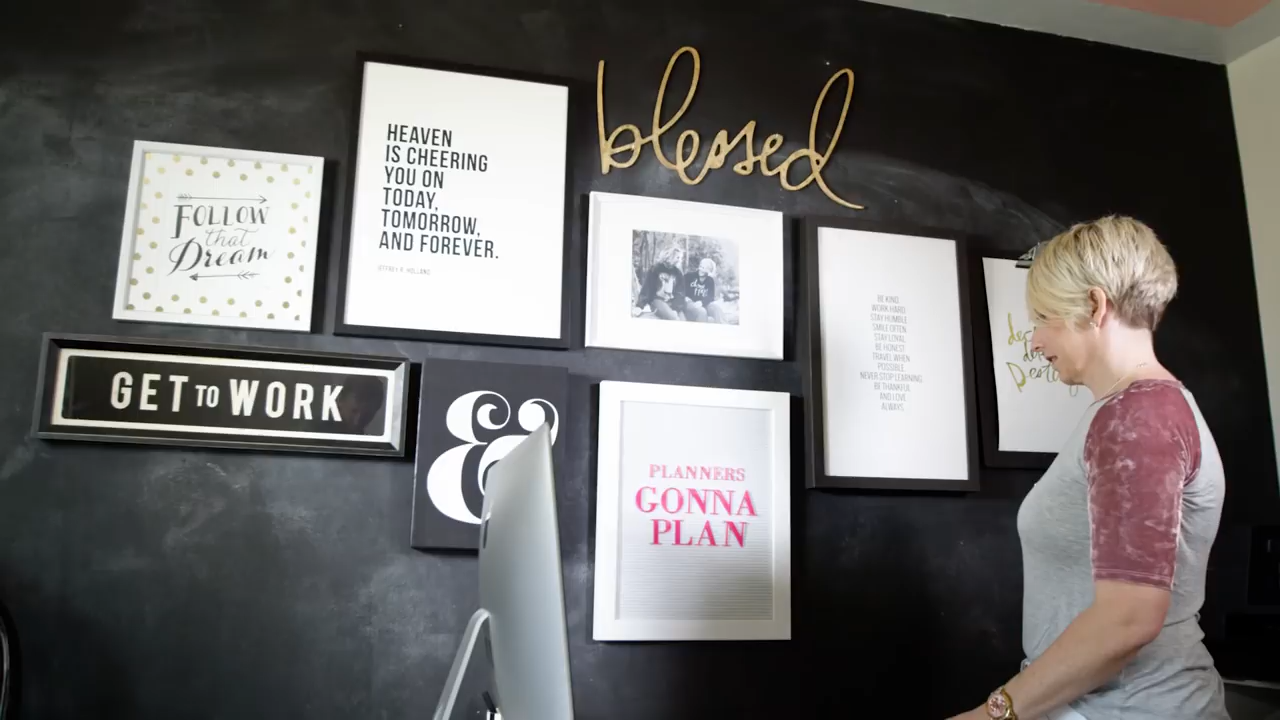 blessed
HEAVEN
IS CHEERING
YOU ON
TODAY,
TOMORROW,
AND FOREVER.
JEFFREY R. HOLLAND
FOLLOW
that
Dream
GET TO WORK
&
PLANNERS
GONNA
PLAN
BE KIND.
WORK HARD.
STAY HUMBLE.
SMILE OFTEN.
STAY LOYAL.
BE HONEST.
TRAVEL WHEN
POSSIBLE.
NEVER STOP LEARNING.
BE THANKFUL.
AND LOVE
ALWAYS.